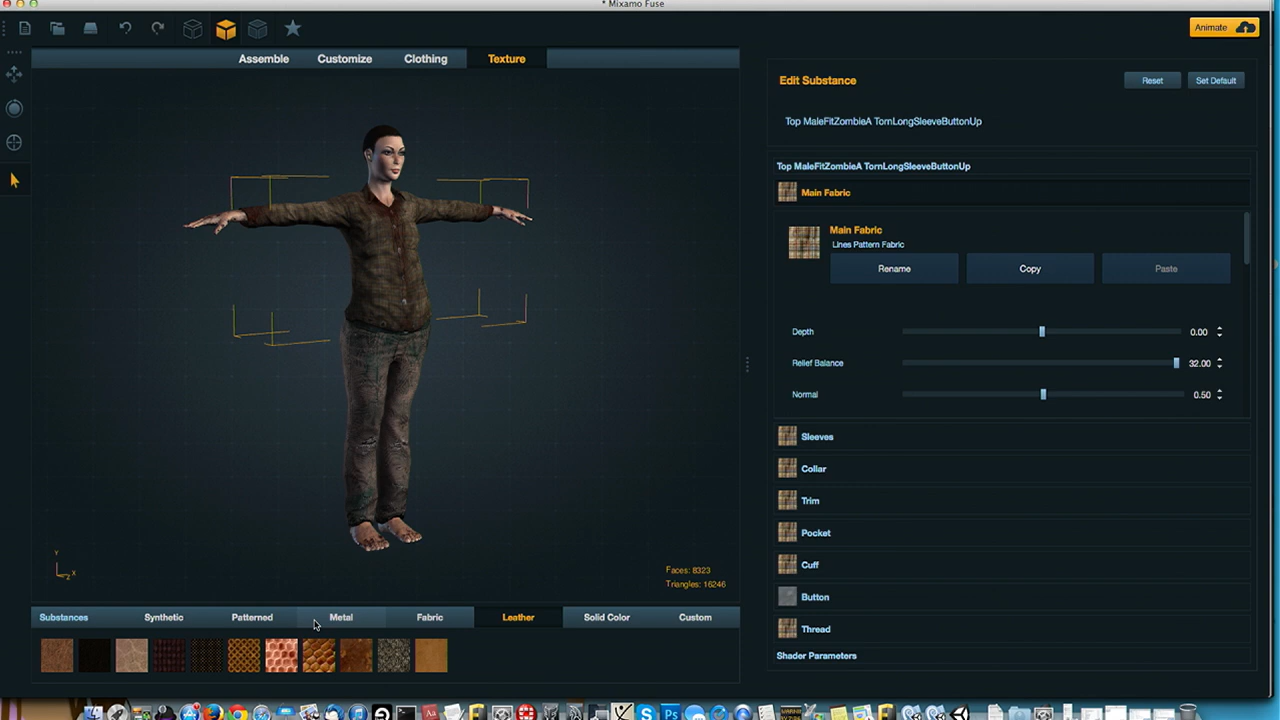 * Mixamo Fuse
Animate
Assemble
Customize
Clothing
Texture
Edit Substance
Reset
Set Default
Top MaleFitZombieA TornLongSleeveButtonUp
Top MaleFitZombieA TornLongSleeveButtonUp
Main Fabric
Main Fabric
Lines Pattern Fabric
Rename
Copy
Paste
Depth
0.00
Relief Balance
32.00
Normal
0.50
Sleeves
Collar
Trim
Pocket
Cuff
Button
Thread
Shader Parameters
Y
X
Z
Faces: 8323
Triangles: 16246
Substances
Synthetic
Patterned
Metal
Fabric
Leather
Solid Color
Custom
Aa
Ps